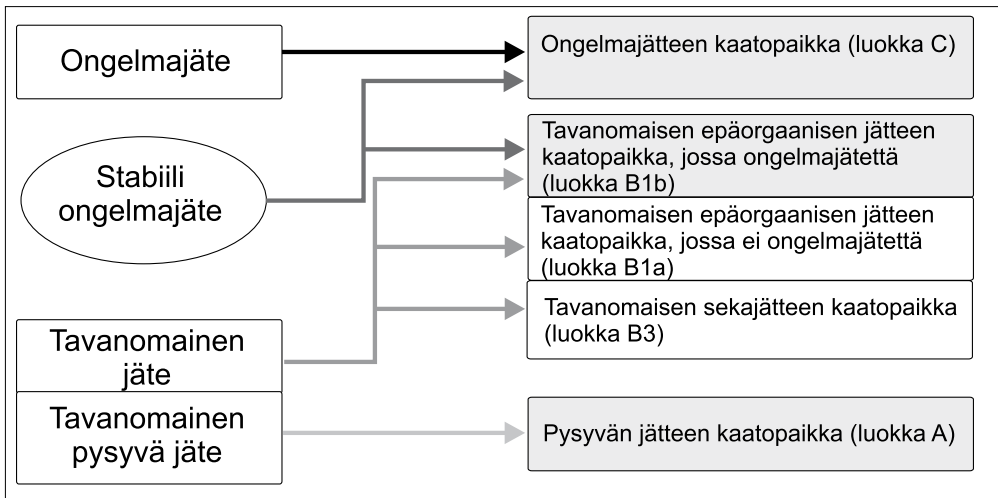 Ongelmajäte
Stabiili
ongelmajäte
Tavanomainen
jäte
Tavanomainen
pysyvä jäte
Ongelmajätteen kaatopaikka (luokka C)
Tavanomaisen epäorgaanisen jätteen
kaatopaikka, jossa ongelmajätettä
(luokka B1b)
Tavanomaisen epäorgaanisen jätteen
kaatopaikka, jossa ei ongelmajätettä
(luokka B1a)
Tavanomaisen sekajätteen kaatopaikka
(luokka B3)
Pysyvän jätteen kaatopaikka (luokka A)